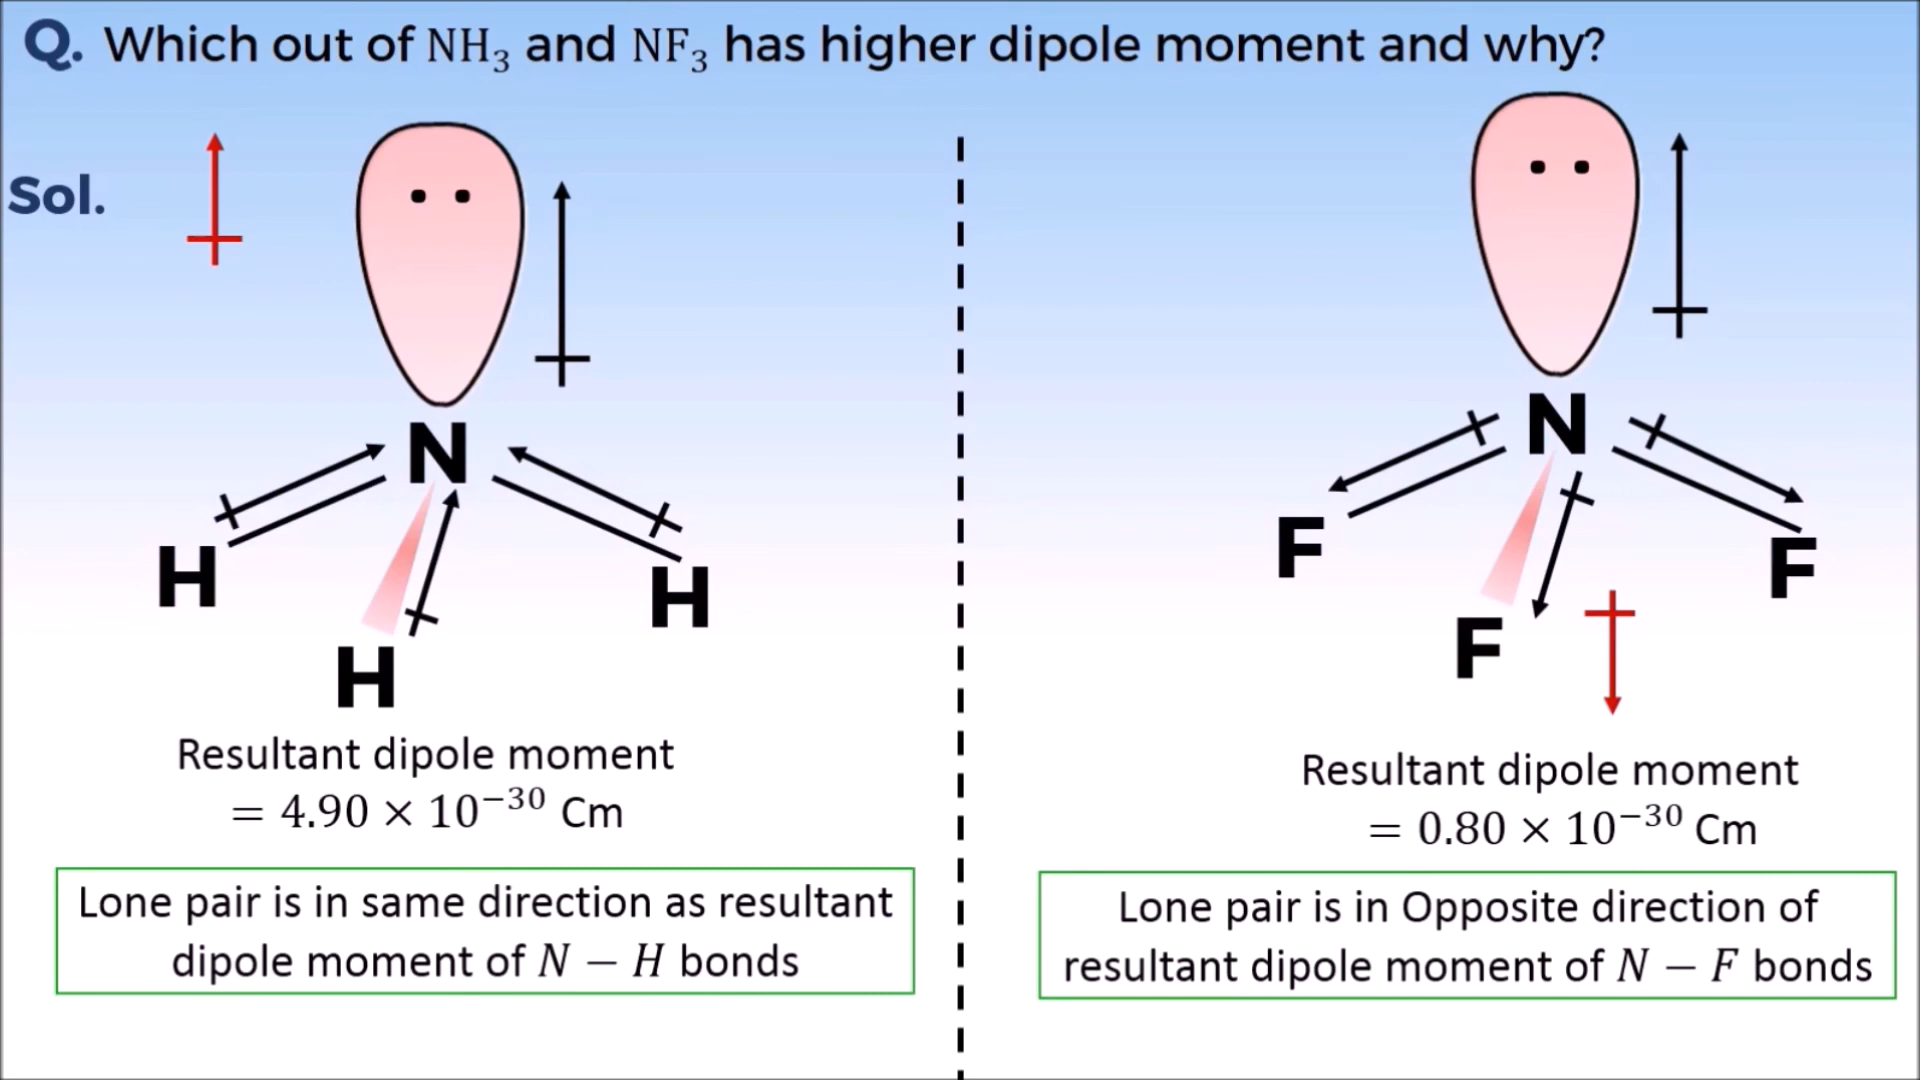 Q. Which out of NH₃ and NF₃ has higher dipole moment and why?
Sol.
N
H
H
H
Resultant dipole moment
= 4.90 × 10⁻³⁰ Cm
Lone pair is in same direction as resultant
dipole moment of N − H bonds
N
F
F
F
Resultant dipole moment
= 0.80 × 10⁻³⁰ Cm
Lone pair is in Opposite direction of
resultant dipole moment of N − F bonds